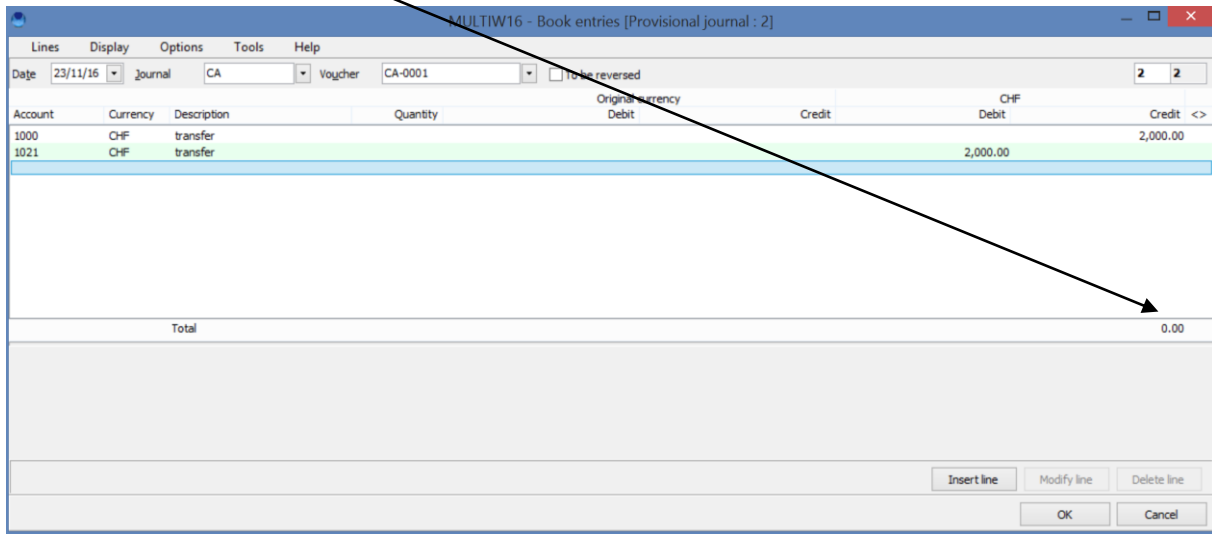 MULTIW16 - Book entries [Provisional journal : 2]
Lines Display Options Tools Help
Date 23/11/16 Journal CA Voucher CA-0001 To be reversed 2 2
Original currency CHF
Account Currency Description Quantity Debit Credit Debit Credit <>
1000 CHF transfer 2,000.00
1021 CHF transfer 2,000.00
Total 0.00
Insert line Modify line Delete line
OK Cancel